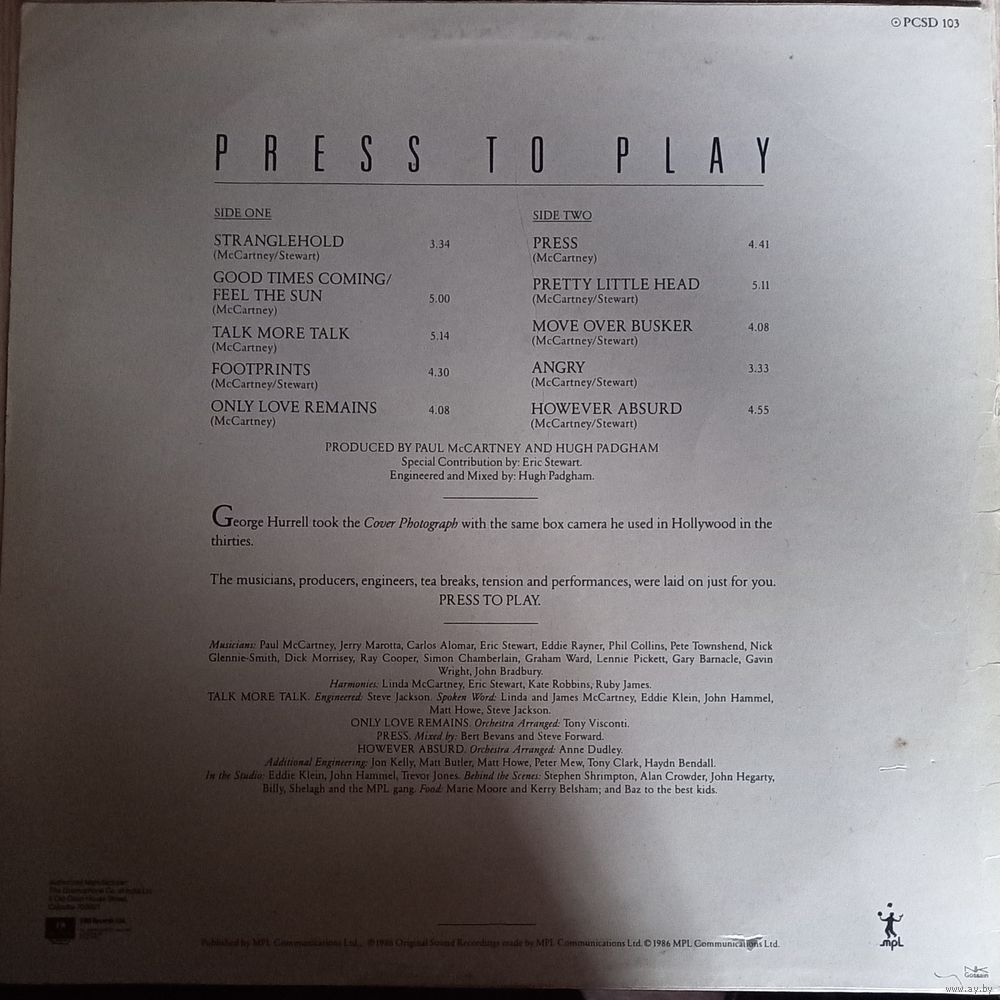 PCSD 103
PRESS TO PLAY
SIDE ONE
STRANGLEHOLD 3.34
(McCartney/Stewart)
GOOD TIMES COMING/
FEEL THE SUN 5.00
(McCartney)
TALK MORE TALK 5.14
(McCartney)
FOOTPRINTS 4.30
(McCartney/Stewart)
ONLY LOVE REMAINS 4.08
(McCartney)
SIDE TWO
PRESS 4.41
(McCartney)
PRETTY LITTLE HEAD 5.11
(McCartney/Stewart)
MOVE OVER BUSKER 4.08
(McCartney/Stewart)
ANGRY 3.33
(McCartney/Stewart)
HOWEVER ABSURD 4.55
(McCartney/Stewart)
PRODUCED BY PAUL McCARTNEY AND HUGH PADGHAM
Special Contribution by: Eric Stewart.
Engineered and Mixed by: Hugh Padgham.
George Hurrell took the Cover Photograph with the same box camera he used in Hollywood in the
thirties.
The musicians, producers, engineers, tea breaks, tension and performances, were laid on just for you.
PRESS TO PLAY.
Musicians: Paul McCartney, Jerry Marotta, Carlos Alomar, Eric Stewart, Eddie Rayner, Phil Collins, Pete Townshend, Nick
Glennie-Smith, Dick Morrisey, Ray Cooper, Simon Chamberlain, Graham Ward, Lennie Pickett, Gary Barnacle, Gavin
Wright, John Bradbury.
Harmonies: Linda McCartney, Eric Stewart, Kate Robbins, Ruby James.
TALK MORE TALK. Engineered: Steve Jackson. Spoken Word: Linda and James McCartney, Eddie Klein, John Hammel,
Matt Howe, Steve Jackson.
ONLY LOVE REMAINS. Orchestra Arranged: Tony Visconti.
PRESS. Mixed by: Bert Bevans and Steve Forward.
HOWEVER ABSURD. Orchestra Arranged: Anne Dudley.
Additional Engineering: Jon Kelly, Matt Butler, Matt Howe, Peter Mew, Tony Clark, Haydn Bendall.
In the Studio: Eddie Klein, John Hammel, Trevor Jones. Behind the Scenes: Stephen Shrimpton, Alan Crowder, John Hegarty,
Billy, Shelagh and the MPL gang. Food: Marie Moore and Kerry Belsham; and Baz to the best kids.
Authorised Manufacturer:
The Gramophone Co. of India Ltd.
Calcutta
EMI Records Ltd.
Published by MPL Communications Ltd., ℗ 1986 Original Sound Recordings made by MPL Communications Ltd. © 1986 MPL Communications Ltd.
mpL
NK
Gossain
www.ay.by